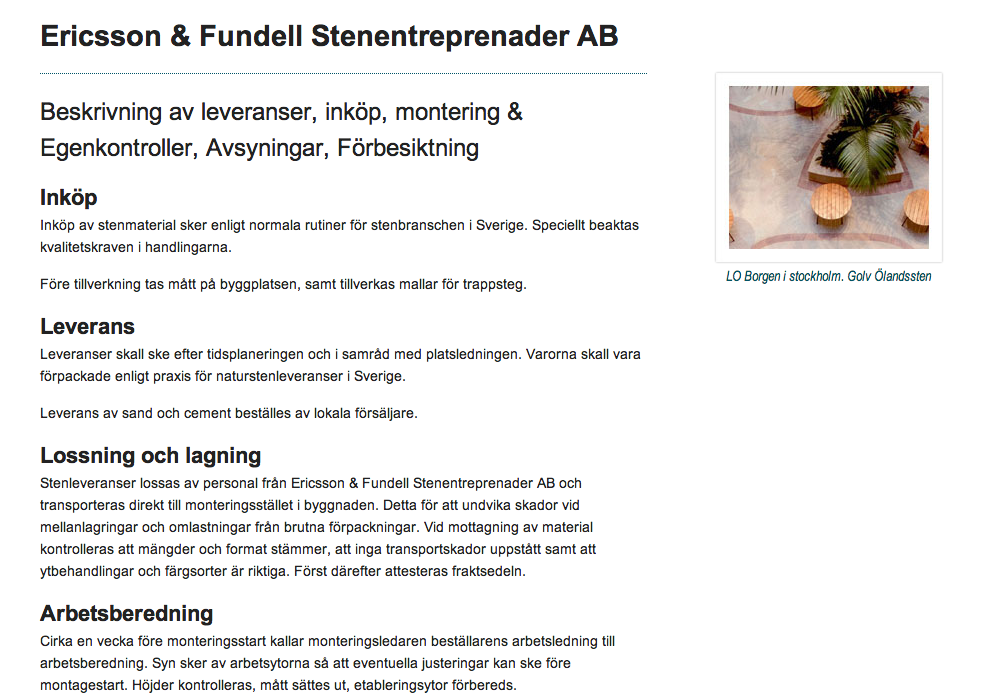 Ericsson & Fundell Stenentreprenader AB
Beskrivning av leveranser, inköp, montering &
Egenkontroller, Avsyningar, Förbesiktning
Inköp
Inköp av stenmaterial sker enligt normala rutiner för stenbranschen i Sverige. Speciellt beaktas
kvalitetskraven i handlingarna.
Före tillverkning tas mått på byggplatsen, samt tillverkas mallar för trappsteg.
Leverans
Leveranser skall ske efter tidsplaneringen och i samråd med platsledningen. Varorna skall vara
förpackade enligt praxis för naturstenleveranser i Sverige.
Leverans av sand och cement beställes av lokala försäljare.
Lossning och lagning
Stenleveranser lossas av personal från Ericsson & Fundell Stenentreprenader AB och
transporteras direkt till monteringsstället i byggnaden. Detta för att undvika skador vid
mellanlagringar och omlastningar från brutna förpackningar. Vid mottagning av material
kontrolleras att mängder och format stämmer, att inga transportskador uppstått samt att
ytbehandlingar och färgsorter är riktiga. Först därefter attesteras fraktsedeln.
Arbetsberedning
Cirka en vecka före monteringsstart kallar monteringsledaren beställarens arbetsledning till
arbetsberedning. Syn sker av arbetsytorna så att eventuella justeringar kan ske före
montagestart. Höjder kontrolleras, mått sättes ut, etableringsytor förbereds.
LO Borgen i stockholm. Golv Ölandssten